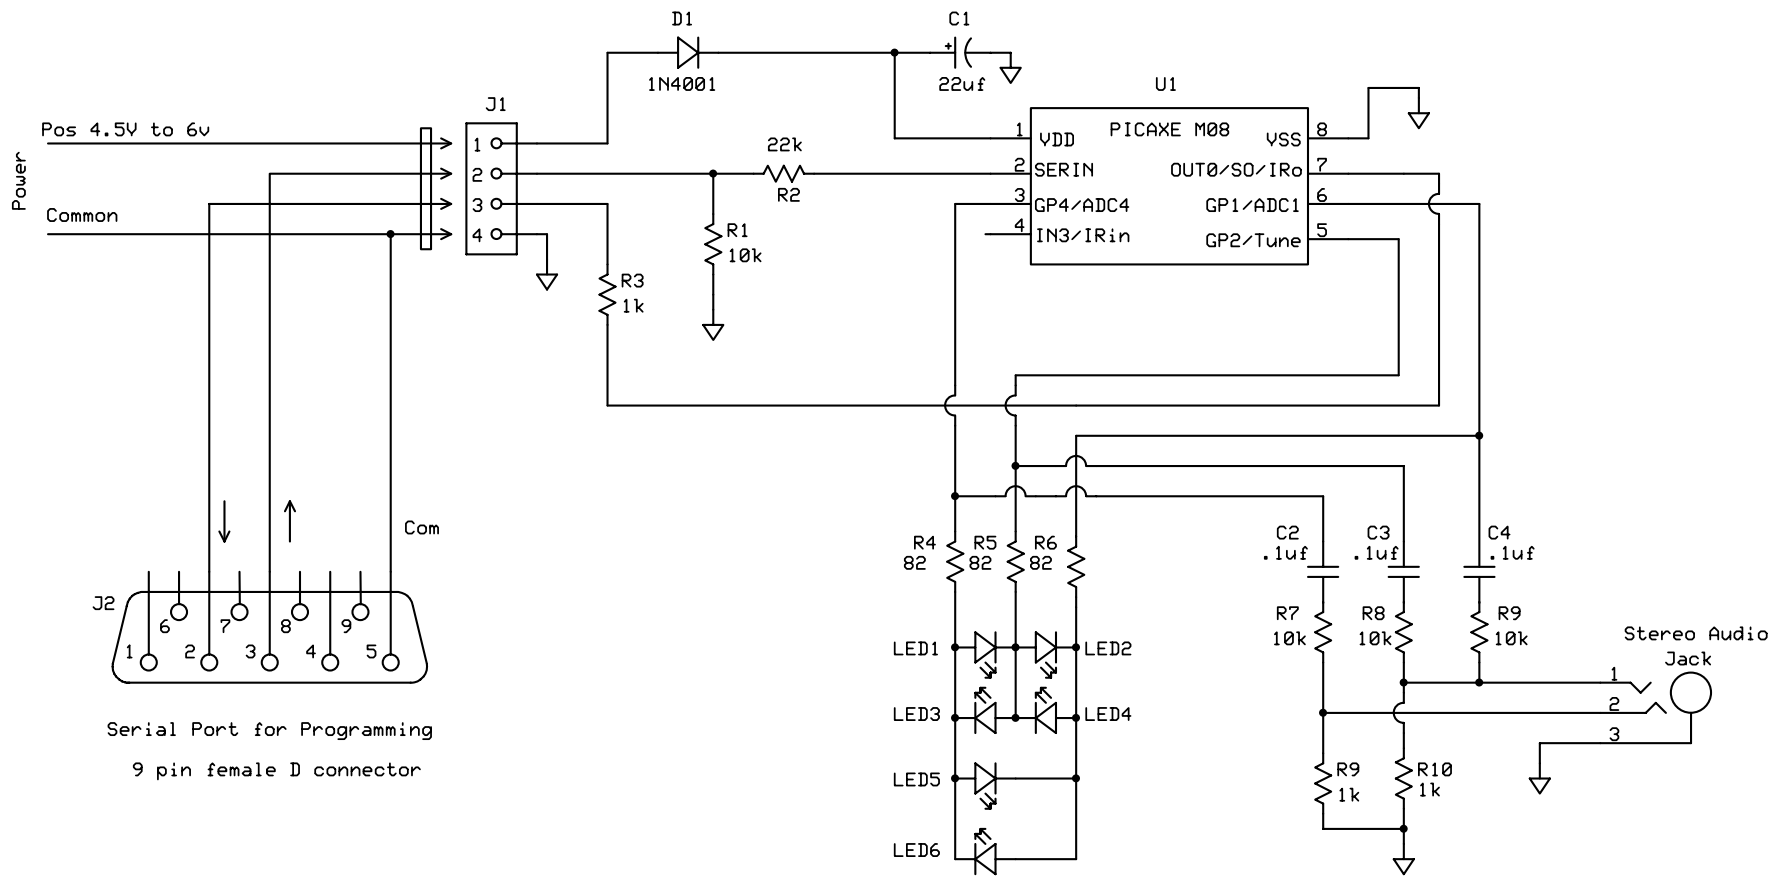 D1
1N4001
C1
+
22uf
J1
Pos 4.5V to 6v
Power
Common
1
2
3
4
22k
R2
R1
10k
R3
1k
U1
PICAXE M08
1
VDD
2
SERIN
3
GP4/ADC4
4
IN3/IRin
VSS
8
OUT0/SO/IRo
7
GP1/ADC1
6
GP2/Tune
5
Com
J2
6
7
8
9
1
2
3
4
5
Serial Port for Programming
9 pin female D connector
R4
82
R5
82
R6
82
LED1
LED2
LED3
LED4
LED5
LED6
C2
.1uf
C3
.1uf
C4
.1uf
R7
10k
R8
10k
R9
10k
Stereo Audio
Jack
1
2
3
R9
1k
R10
1k